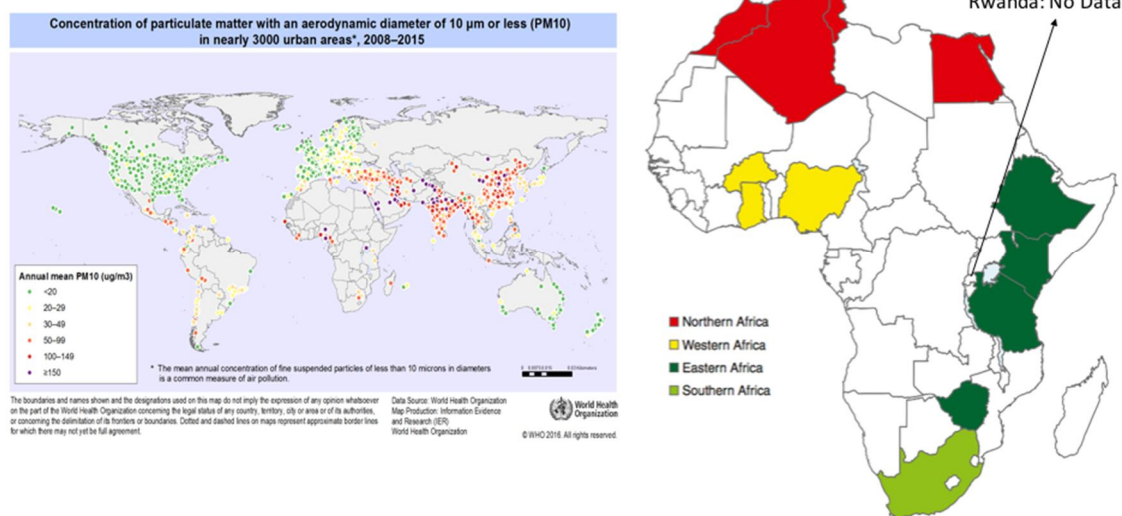 Concentration of particulate matter with an aerodynamic diameter of 10 µm or less (PM10)
in nearly 3000 urban areas*, 2008–2015
Annual mean PM10 (ug/m3)
<20
20–29
30–49
50–99
100–149
≥150
* The mean annual concentration of fine suspended particles of less than 10 microns in diameters
is a common measure of air pollution.
The boundaries and names shown and the designations used on this map do not imply the expression of any opinion whatsoever
on the part of the World Health Organization concerning the legal status of any country, territory, city or area or of its authorities,
or concerning the delimitation of its frontiers or boundaries. Dotted and dashed lines on maps represent approximate border lines
for which there may not yet be full agreement.
Data Source: World Health Organization
Map Production: Information Evidence
and Research (IER)
World Health Organization
World Health
Organization
© WHO 2016. All rights reserved.
Rwanda: No Data
Northern Africa
Western Africa
Eastern Africa
Southern Africa